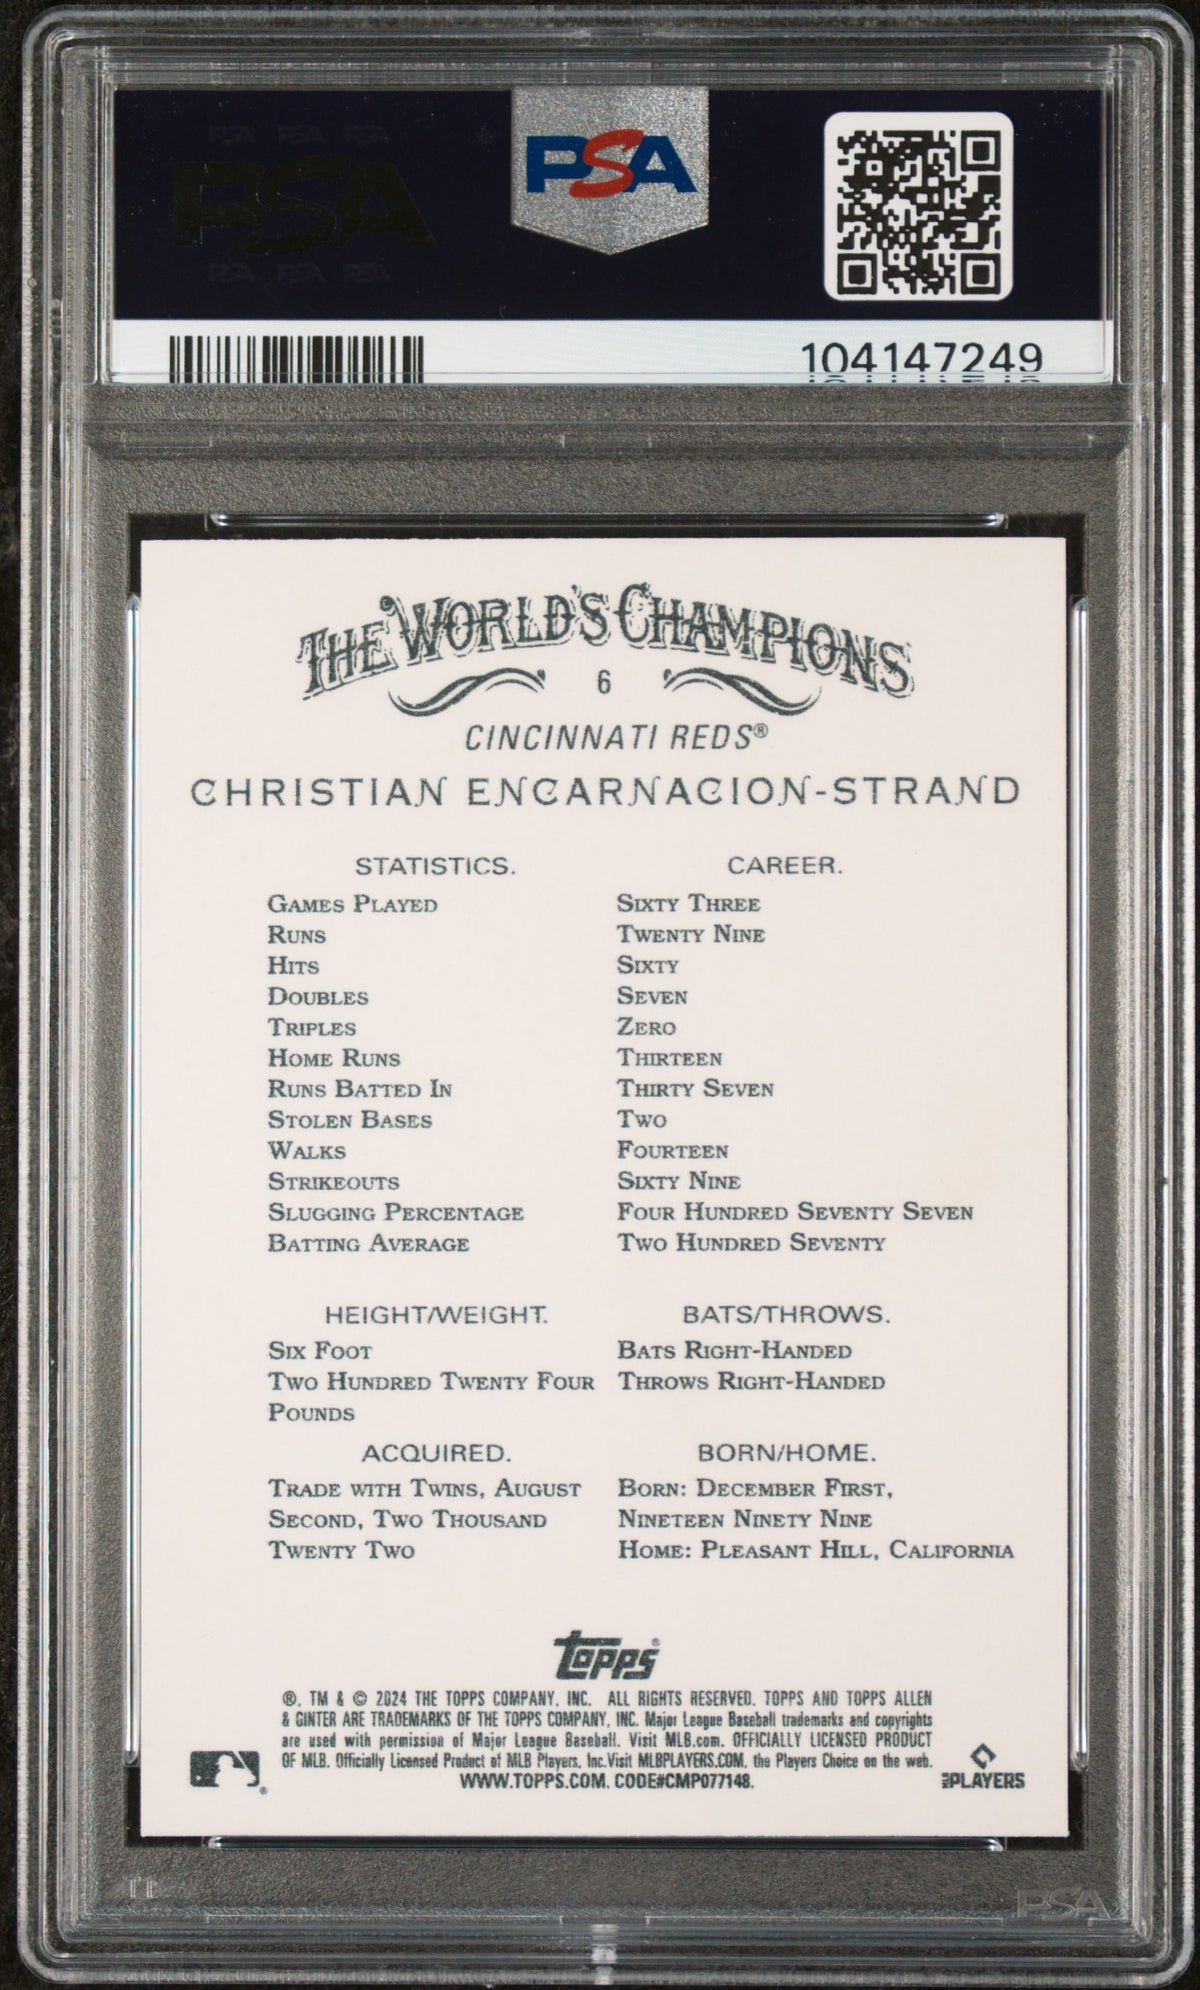 PSA PSA PSA
PSA
PSA PSA PSA
PSA
104147249
THE WORLD'S CHAMPIONS
6
CINCINNATI REDS®
CHRISTIAN ENCARNACION-STRAND
STATISTICS. CAREER.
GAMES PLAYED SIXTY THREE
RUNS TWENTY NINE
HITS SIXTY
DOUBLES SEVEN
TRIPLES ZERO
HOME RUNS THIRTEEN
RUNS BATTED IN THIRTY SEVEN
STOLEN BASES TWO
WALKS FOURTEEN
STRIKEOUTS SIXTY NINE
SLUGGING PERCENTAGE FOUR HUNDRED SEVENTY SEVEN
BATTING AVERAGE TWO HUNDRED SEVENTY
HEIGHT/WEIGHT. BATS/THROWS.
SIX FOOT BATS RIGHT-HANDED
TWO HUNDRED TWENTY FOUR THROWS RIGHT-HANDED
POUNDS
ACQUIRED. BORN/HOME.
TRADE WITH TWINS, AUGUST BORN: DECEMBER FIRST,
SECOND, TWO THOUSAND NINETEEN NINETY NINE
TWENTY TWO HOME: PLEASANT HILL, CALIFORNIA
Topps®
®, TM & © 2024 THE TOPPS COMPANY, INC. ALL RIGHTS RESERVED. TOPPS AND TOPPS ALLEN
& GINTER ARE TRADEMARKS OF THE TOPPS COMPANY, INC. Major League Baseball trademarks and copyrights
are used with permission of Major League Baseball. Visit MLB.com. OFFICIALLY LICENSED PRODUCT
OF MLB. Officially Licensed Product of MLB Players, Inc. Visit MLBPLAYERS.COM, the Players Choice on the web.
WWW.TOPPS.COM. CODE#CMP077148.
PLAYERS
PSA